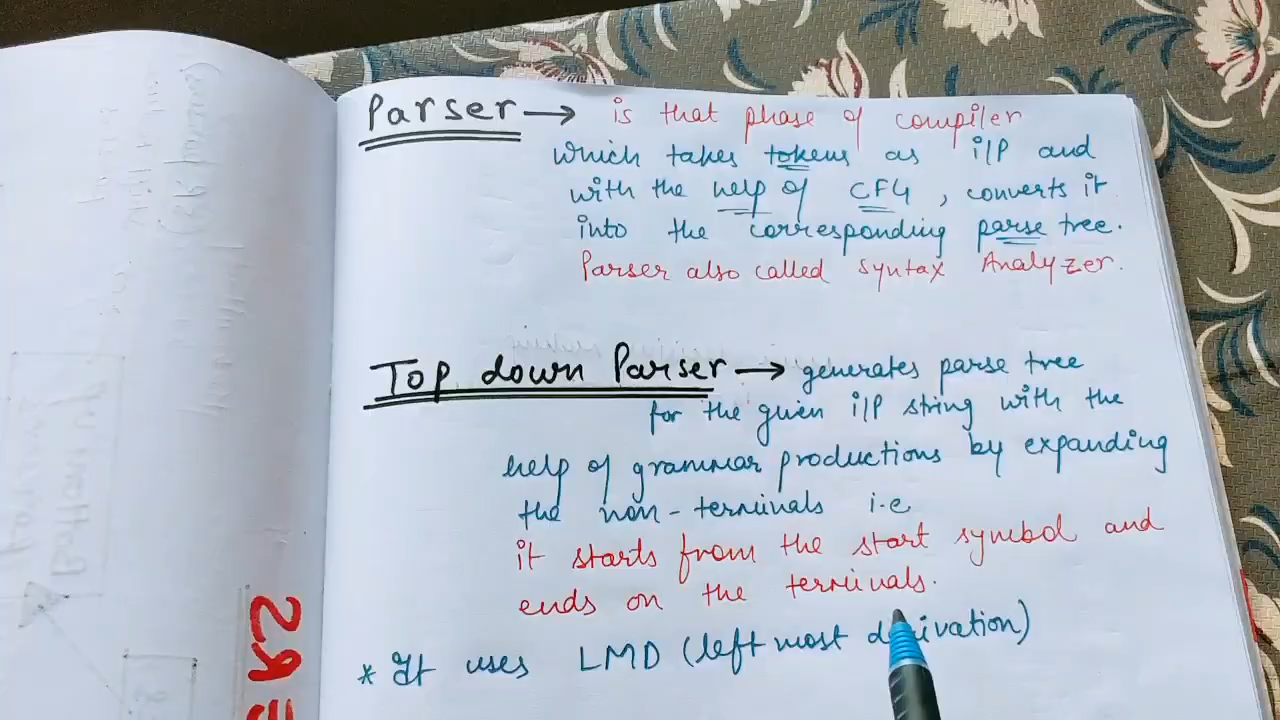 Parser → is that phase of compiler
which takes tokens as i/P and
with the help of CFG, converts it
into the corresponding parse tree.
Parser also called Syntax Analyzer.
Top down Parser → generates parse tree
for the given i/P string with the
help of grammar productions by expanding
the non-terminals i.e
it starts from the start symbol and
ends on the terminals.
* It uses LMD (left most derivation)